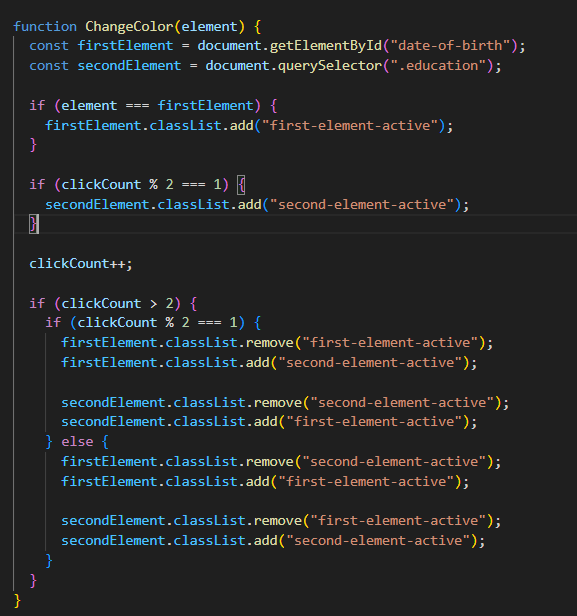 function ChangeColor(element) {
const firstElement = document.getElementById("date-of-birth");
const secondElement = document.querySelector(".education");
if (element === firstElement) {
firstElement.classList.add("first-element-active");
}
if (clickCount % 2 === 1) {
secondElement.classList.add("second-element-active");
}
clickCount++;
if (clickCount > 2) {
if (clickCount % 2 === 1) {
firstElement.classList.remove("first-element-active");
firstElement.classList.add("second-element-active");
secondElement.classList.remove("second-element-active");
secondElement.classList.add("first-element-active");
} else {
firstElement.classList.remove("second-element-active");
firstElement.classList.add("first-element-active");
secondElement.classList.remove("first-element-active");
secondElement.classList.add("second-element-active");
}
}
}